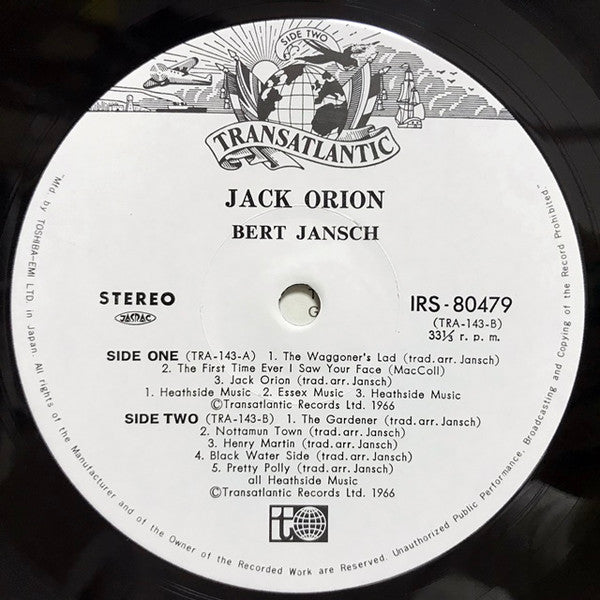 SIDE TWO
TRANSATLANTIC
JACK ORION
BERT JANSCH
STEREO
JASRAC
IRS-80479
(TRA-143-B)
33⅓ r. p. m.
SIDE ONE (TRA-143-A) 1. The Waggoner's Lad (trad. arr. Jansch)
2. The First Time Ever I Saw Your Face (MacColl)
3. Jack Orion (trad. arr. Jansch)
1. Heathside Music 2. Essex Music 3. Heathside Music
©Transatlantic Records Ltd. 1966
SIDE TWO (TRA-143-B) 1. The Gardener (trad. arr. Jansch)
2. Nottamun Town (trad. arr. Jansch)
3. Henry Martin (trad. arr. Jansch)
4. Black Water Side (trad. arr. Jansch)
5. Pretty Polly (trad. arr. Jansch)
all Heathside Music
©Transatlantic Records Ltd. 1966
"Mfd by TOSHIBA-EMI LTD. in Japan. All rights of the Manufacturer and of the Owner of the Recorded Work are Reserved. Unauthorized Public Performance, Broadcasting and Copying of the Record Prohibited."